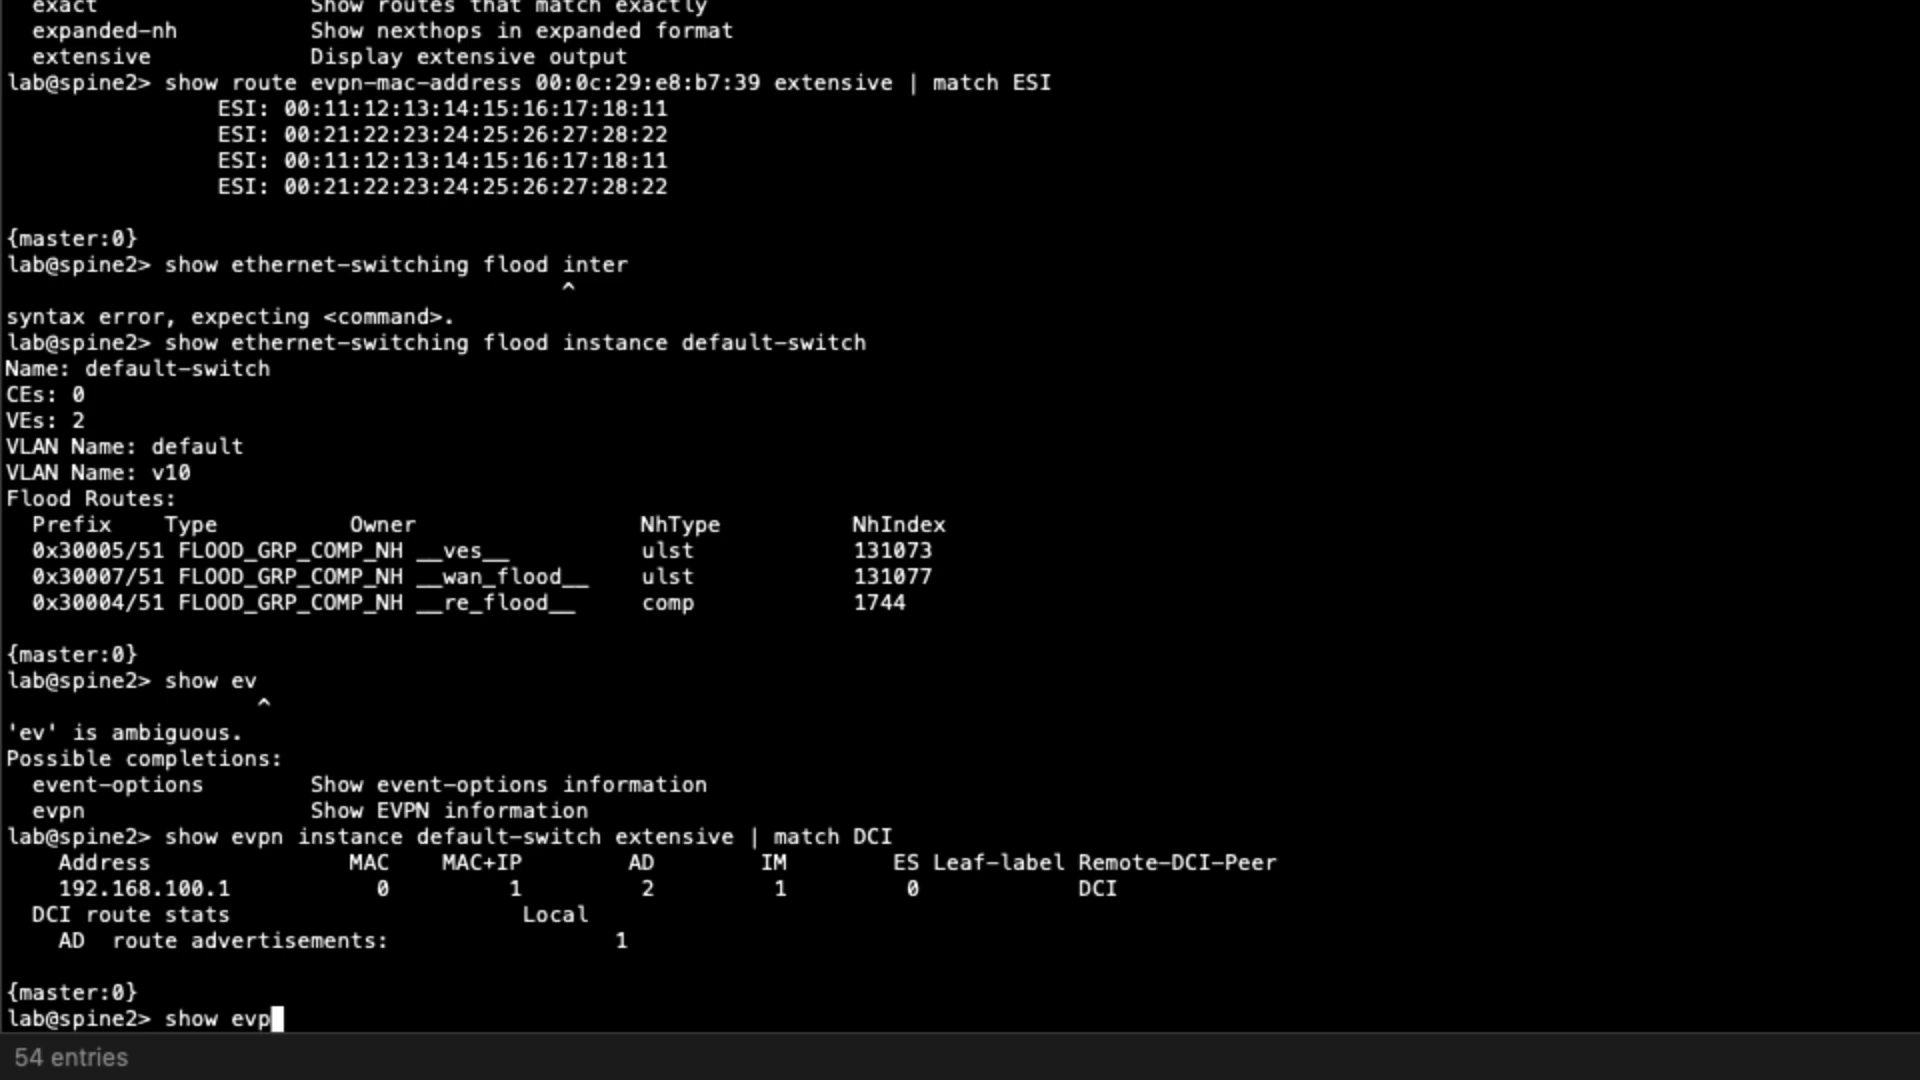 exact                Show routes that match exactly
  expanded-nh          Show nexthops in expanded format
  extensive            Display extensive output
lab@spine2> show route evpn-mac-address 00:0c:29:e8:b7:39 extensive | match ESI
                ESI: 00:11:12:13:14:15:16:17:18:11
                ESI: 00:21:22:23:24:25:26:27:28:22
                ESI: 00:11:12:13:14:15:16:17:18:11
                ESI: 00:21:22:23:24:25:26:27:28:22
{master:0}
lab@spine2> show ethernet-switching flood inter
                                          ^
syntax error, expecting <command>.
lab@spine2> show ethernet-switching flood instance default-switch
Name: default-switch
CEs: 0
VEs: 2
VLAN Name: default
VLAN Name: v10
Flood Routes:
  Prefix    Type          Owner                 NhType          NhIndex
  0x30005/51 FLOOD_GRP_COMP_NH __ves__          ulst            131073
  0x30007/51 FLOOD_GRP_COMP_NH __wan_flood__    ulst            131077
  0x30004/51 FLOOD_GRP_COMP_NH __re_flood__     comp            1744
{master:0}
lab@spine2> show ev
                   ^
'ev' is ambiguous.
Possible completions:
  event-options        Show event-options information
  evpn                 Show EVPN information
lab@spine2> show evpn instance default-switch extensive | match DCI
    Address               MAC    MAC+IP        AD        IM        ES Leaf-label Remote-DCI-Peer
    192.168.100.1           0         1         2         1         0            DCI
  DCI route stats                      Local
    AD  route advertisements:                 1
{master:0}
lab@spine2> show evp
54 entries